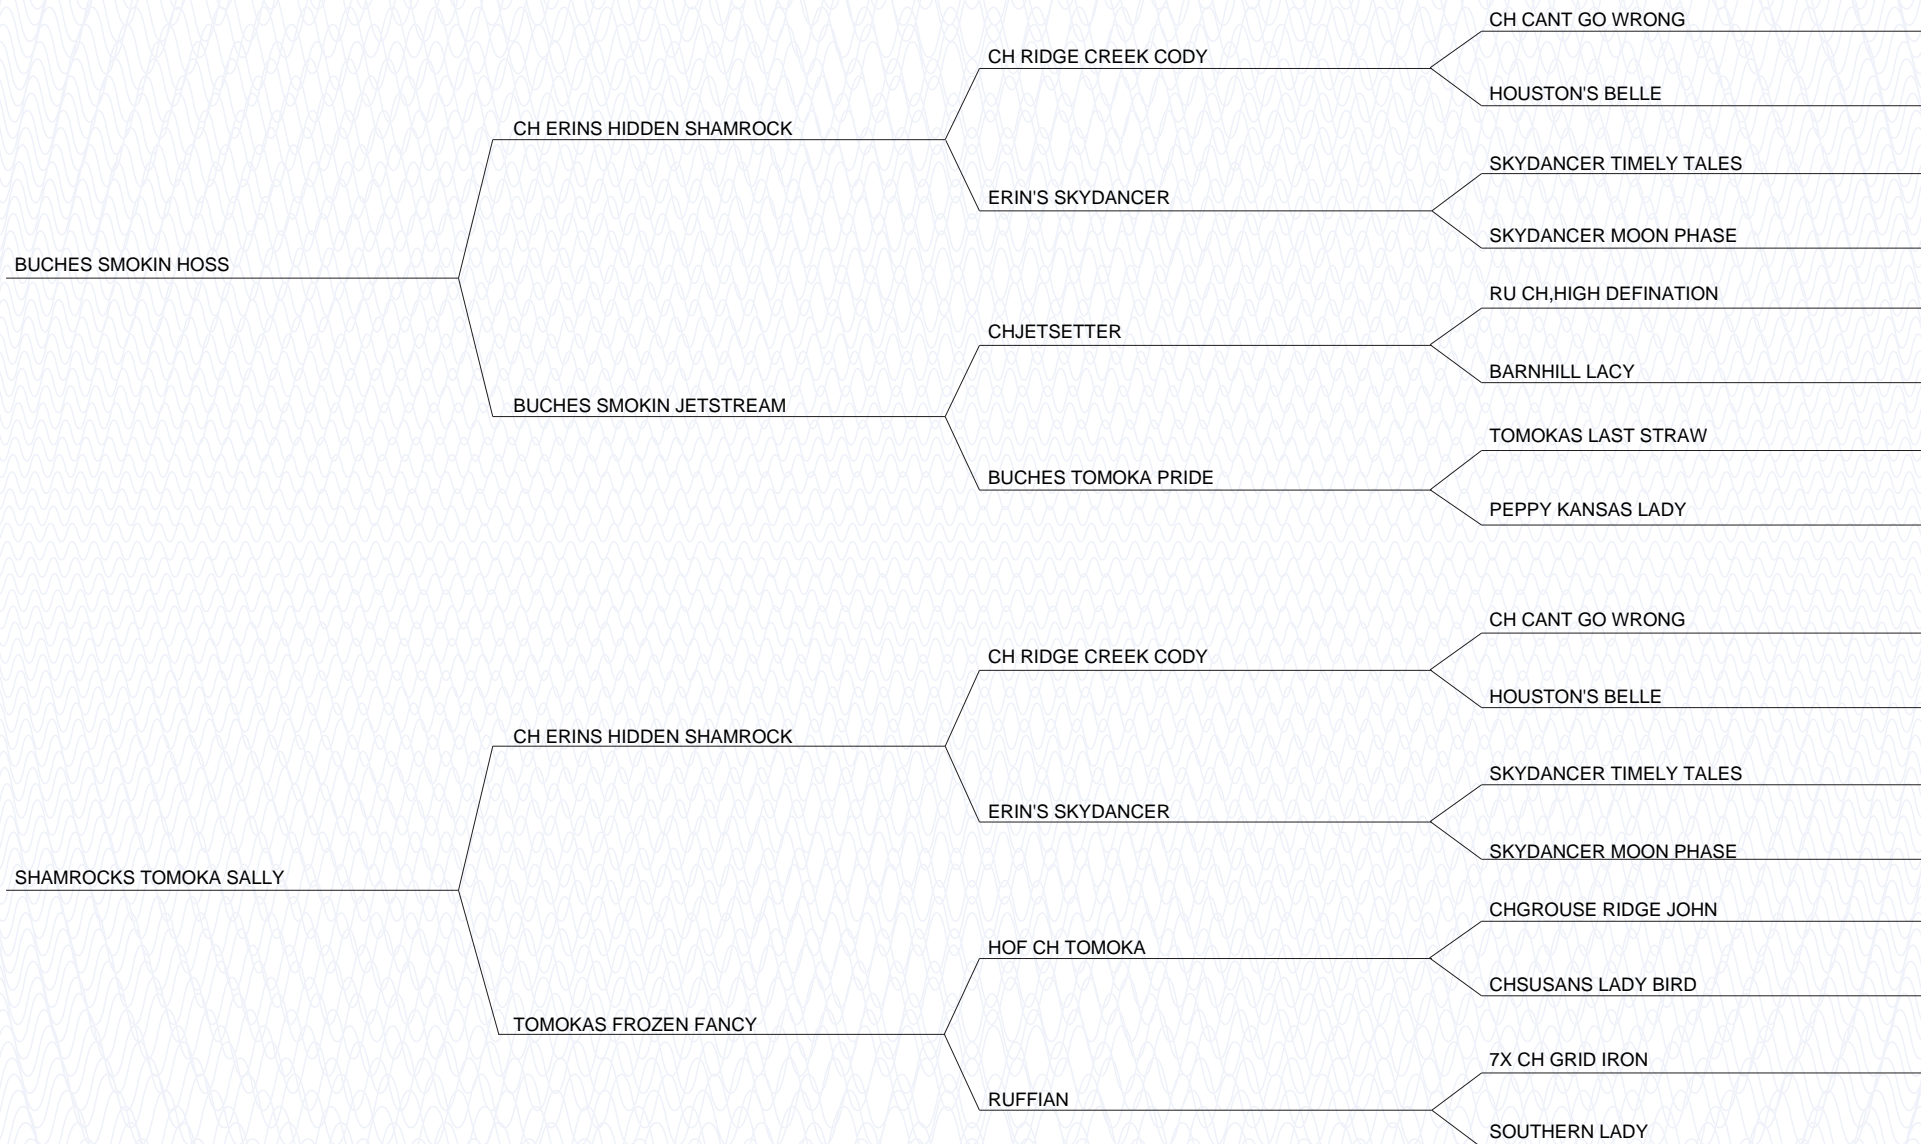 CH CANT GO WRONG
CH RIDGE CREEK CODY
HOUSTON'S BELLE
CH ERINS HIDDEN SHAMROCK
SKYDANCER TIMELY TALES
ERIN'S SKYDANCER
SKYDANCER MOON PHASE
BUCHES SMOKIN HOSS
RU CH,HIGH DEFINATION
CHJETSETTER
BARNHILL LACY
BUCHES SMOKIN JETSTREAM
TOMOKAS LAST STRAW
BUCHES TOMOKA PRIDE
PEPPY KANSAS LADY
CH CANT GO WRONG
CH RIDGE CREEK CODY
HOUSTON'S BELLE
CH ERINS HIDDEN SHAMROCK
SKYDANCER TIMELY TALES
ERIN'S SKYDANCER
SKYDANCER MOON PHASE
SHAMROCKS TOMOKA SALLY
CHGROUSE RIDGE JOHN
HOF CH TOMOKA
CHSUSANS LADY BIRD
TOMOKAS FROZEN FANCY
7X CH GRID IRON
RUFFIAN
SOUTHERN LADY